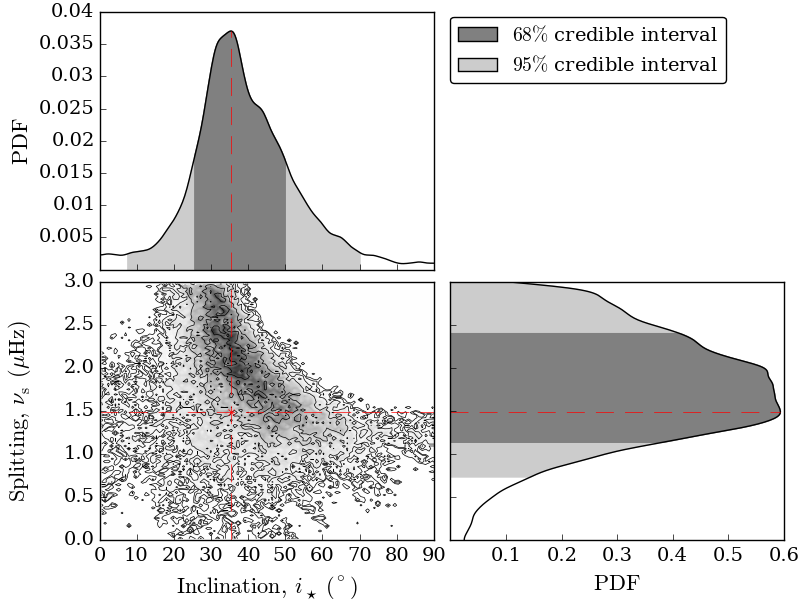 0.04
0.035
0.03
0.025
0.02
0.015
0.01
0.005
PDF
68% credible interval
95% credible interval
3.0
2.5
2.0
1.5
1.0
0.5
0.0
Splitting, νs (μHz)
0 10 20 30 40 50 60 70 80 90
Inclination, i⋆ (°)
0.1 0.2 0.3 0.4 0.5 0.6
PDF